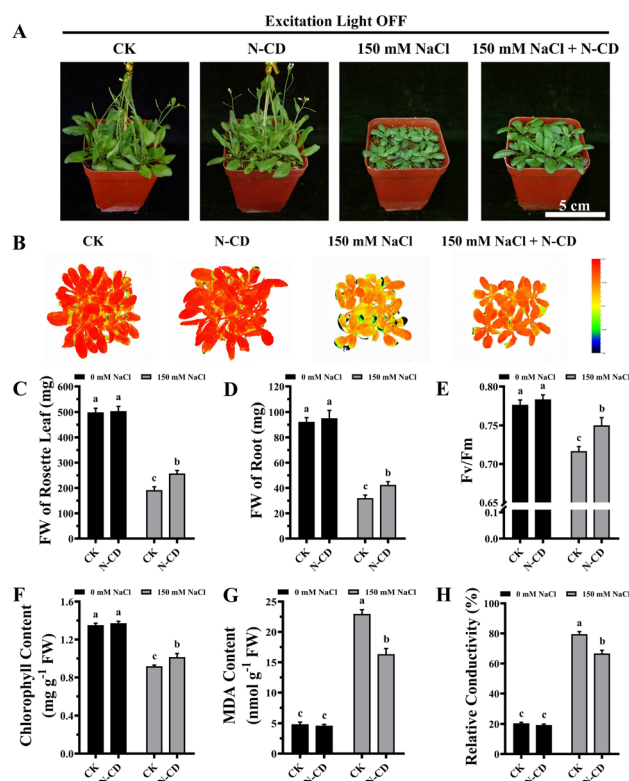 Excitation Light OFF
A
CK N-CD 150 mM NaCl 150 mM NaCl + N-CD
5 cm
B
CK N-CD 150 mM NaCl 150 mM NaCl + N-CD
C
0 mM NaCl 150 mM NaCl
FW of Rosette Leaf (mg)
600
500
400
300
200
100
0
a a c b
CK N-CD CK N-CD
D
0 mM NaCl 150 mM NaCl
FW of Root (mg)
120
100
80
60
40
20
0
a a c b
CK N-CD CK N-CD
E
0 mM NaCl 150 mM NaCl
Fv/Fm
0.80
0.75
0.70
0.65
0.0
a a c b
CK N-CD CK N-CD
F
0 mM NaCl 150 mM NaCl
Chlorophyll Content
(mg g-1 FW)
1.6
1.2
0.8
0.4
0.0
a a c b
CK N-CD CK N-CD
G
0 mM NaCl 150 mM NaCl
MDA Content
(nmol g-1 FW)
25
20
15
10
5
0
c c a b
CK N-CD CK N-CD
H
0 mM NaCl 150 mM NaCl
Relative Conductivity (%)
100
80
60
40
20
0
c c a b
CK N-CD CK N-CD